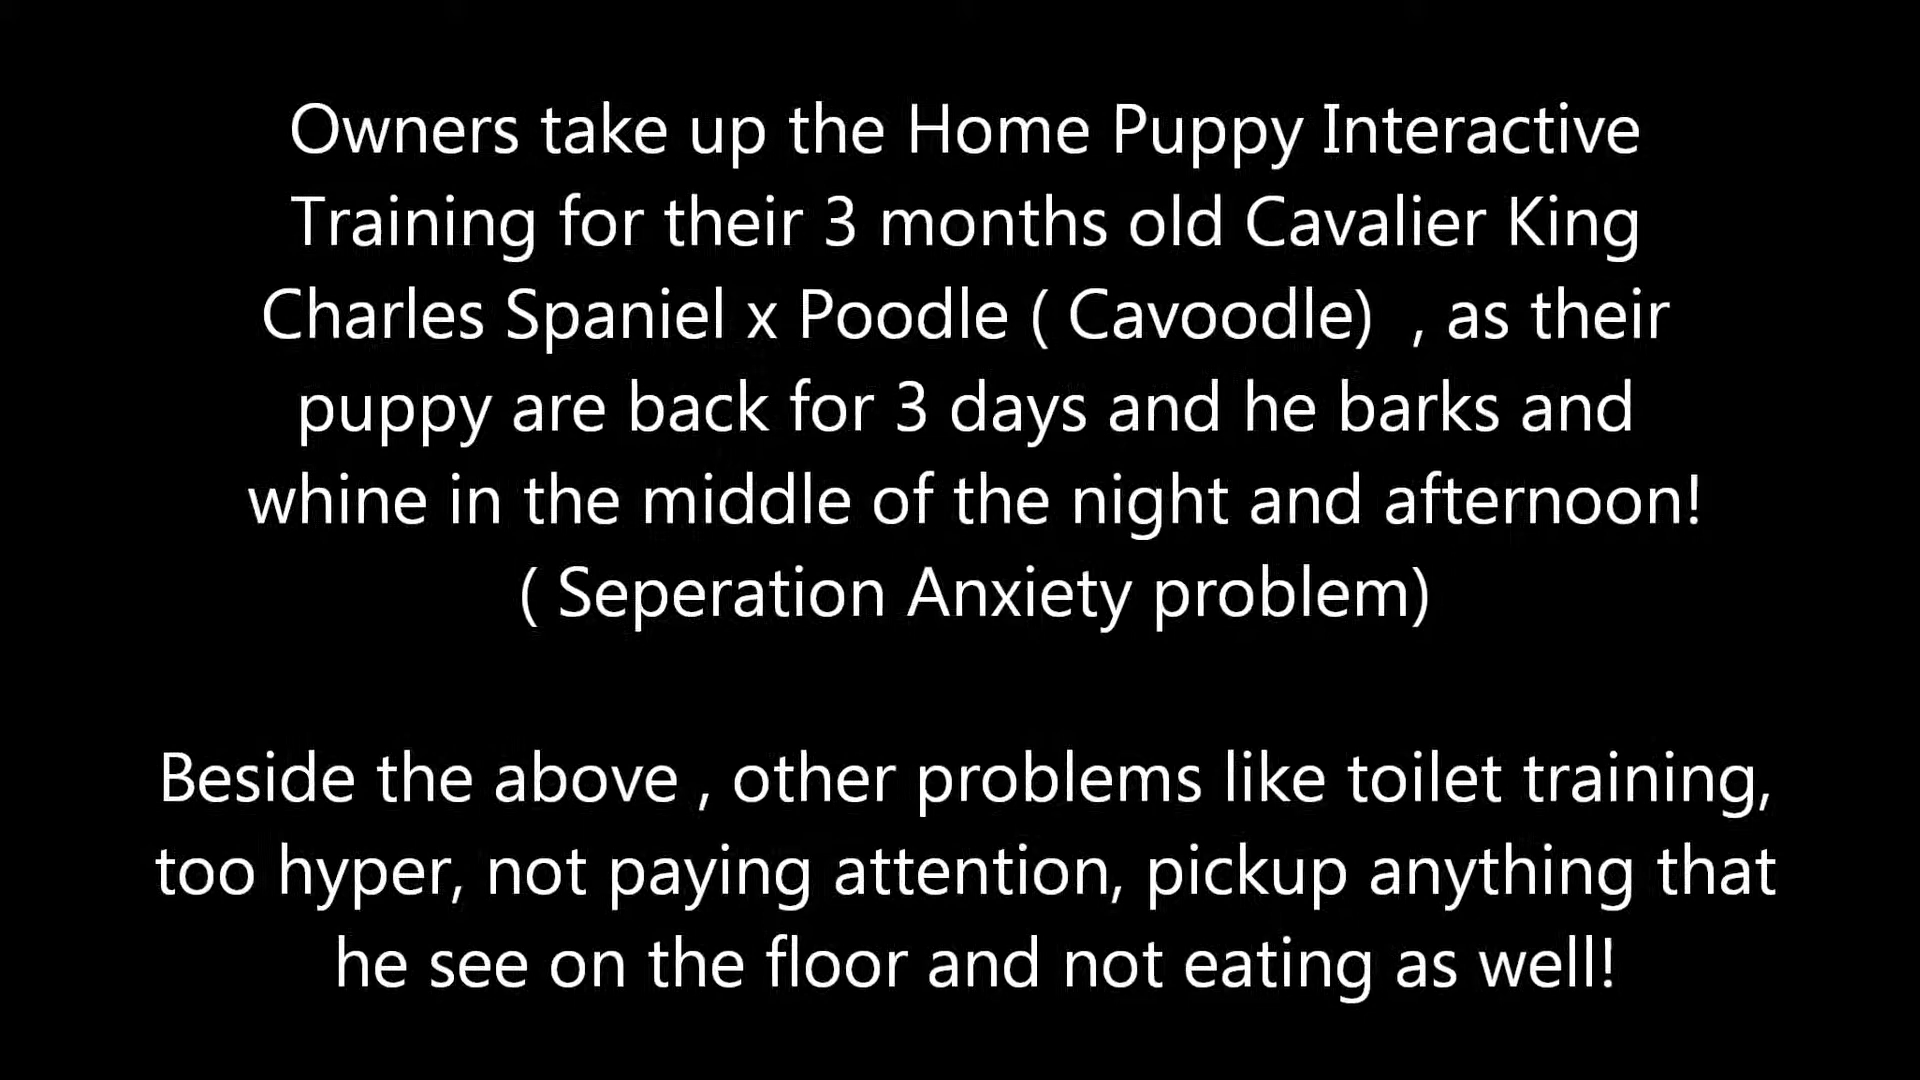 Owners take up the Home Puppy Interactive
Training for their 3 months old Cavalier King
Charles Spaniel x Poodle ( Cavoodle)  , as their
puppy are back for 3 days and he barks and
whine in the middle of the night and afternoon!
( Seperation Anxiety problem)
Beside the above , other problems like toilet training,
too hyper, not paying attention, pickup anything that
he see on the floor and not eating as well!